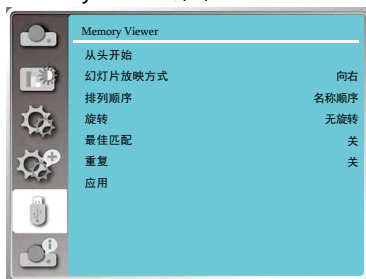 Memory Viewer
从头开始
幻灯片放映方式 向右
排列顺序 名称顺序
旋转 无旋转
最佳匹配 关
重复 关
应用